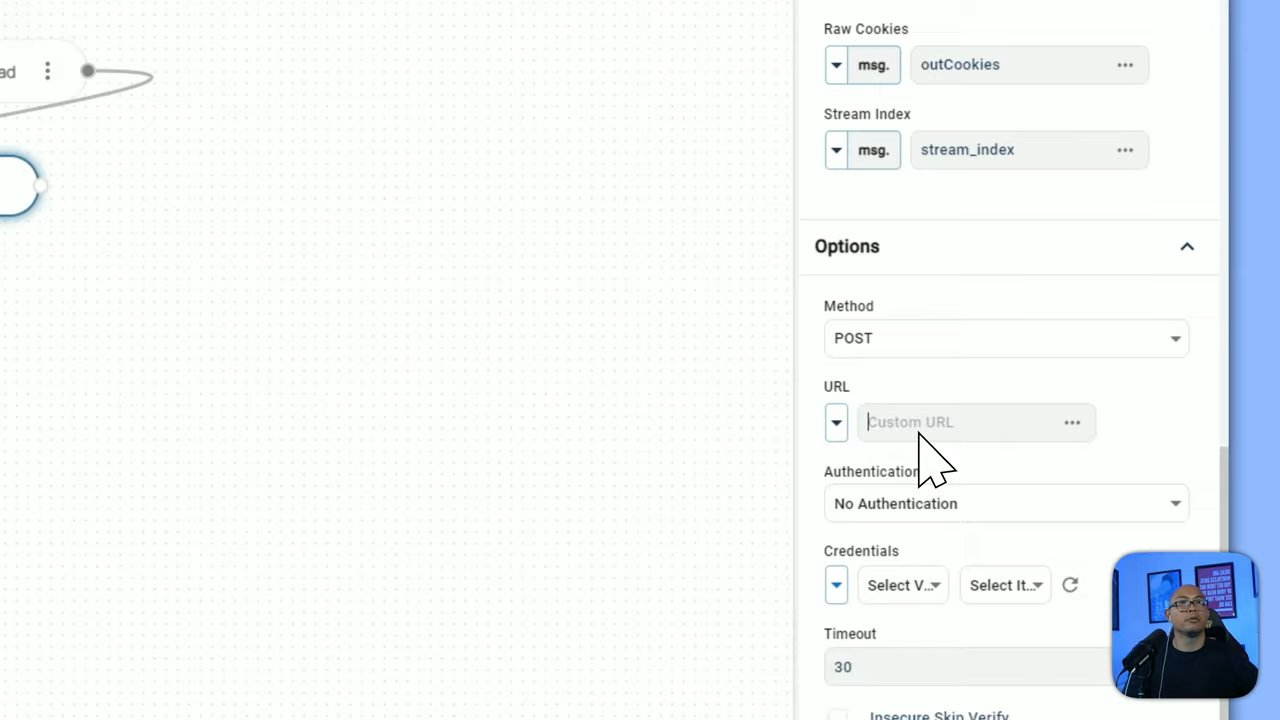 ad
Raw Cookies
msg.
outCookies
Stream Index
msg.
stream_index
Options
Method
POST
URL
Custom URL
Authentication
No Authentication
Credentials
Select V...
Select It...
Timeout
30
Insecure Skip Verify